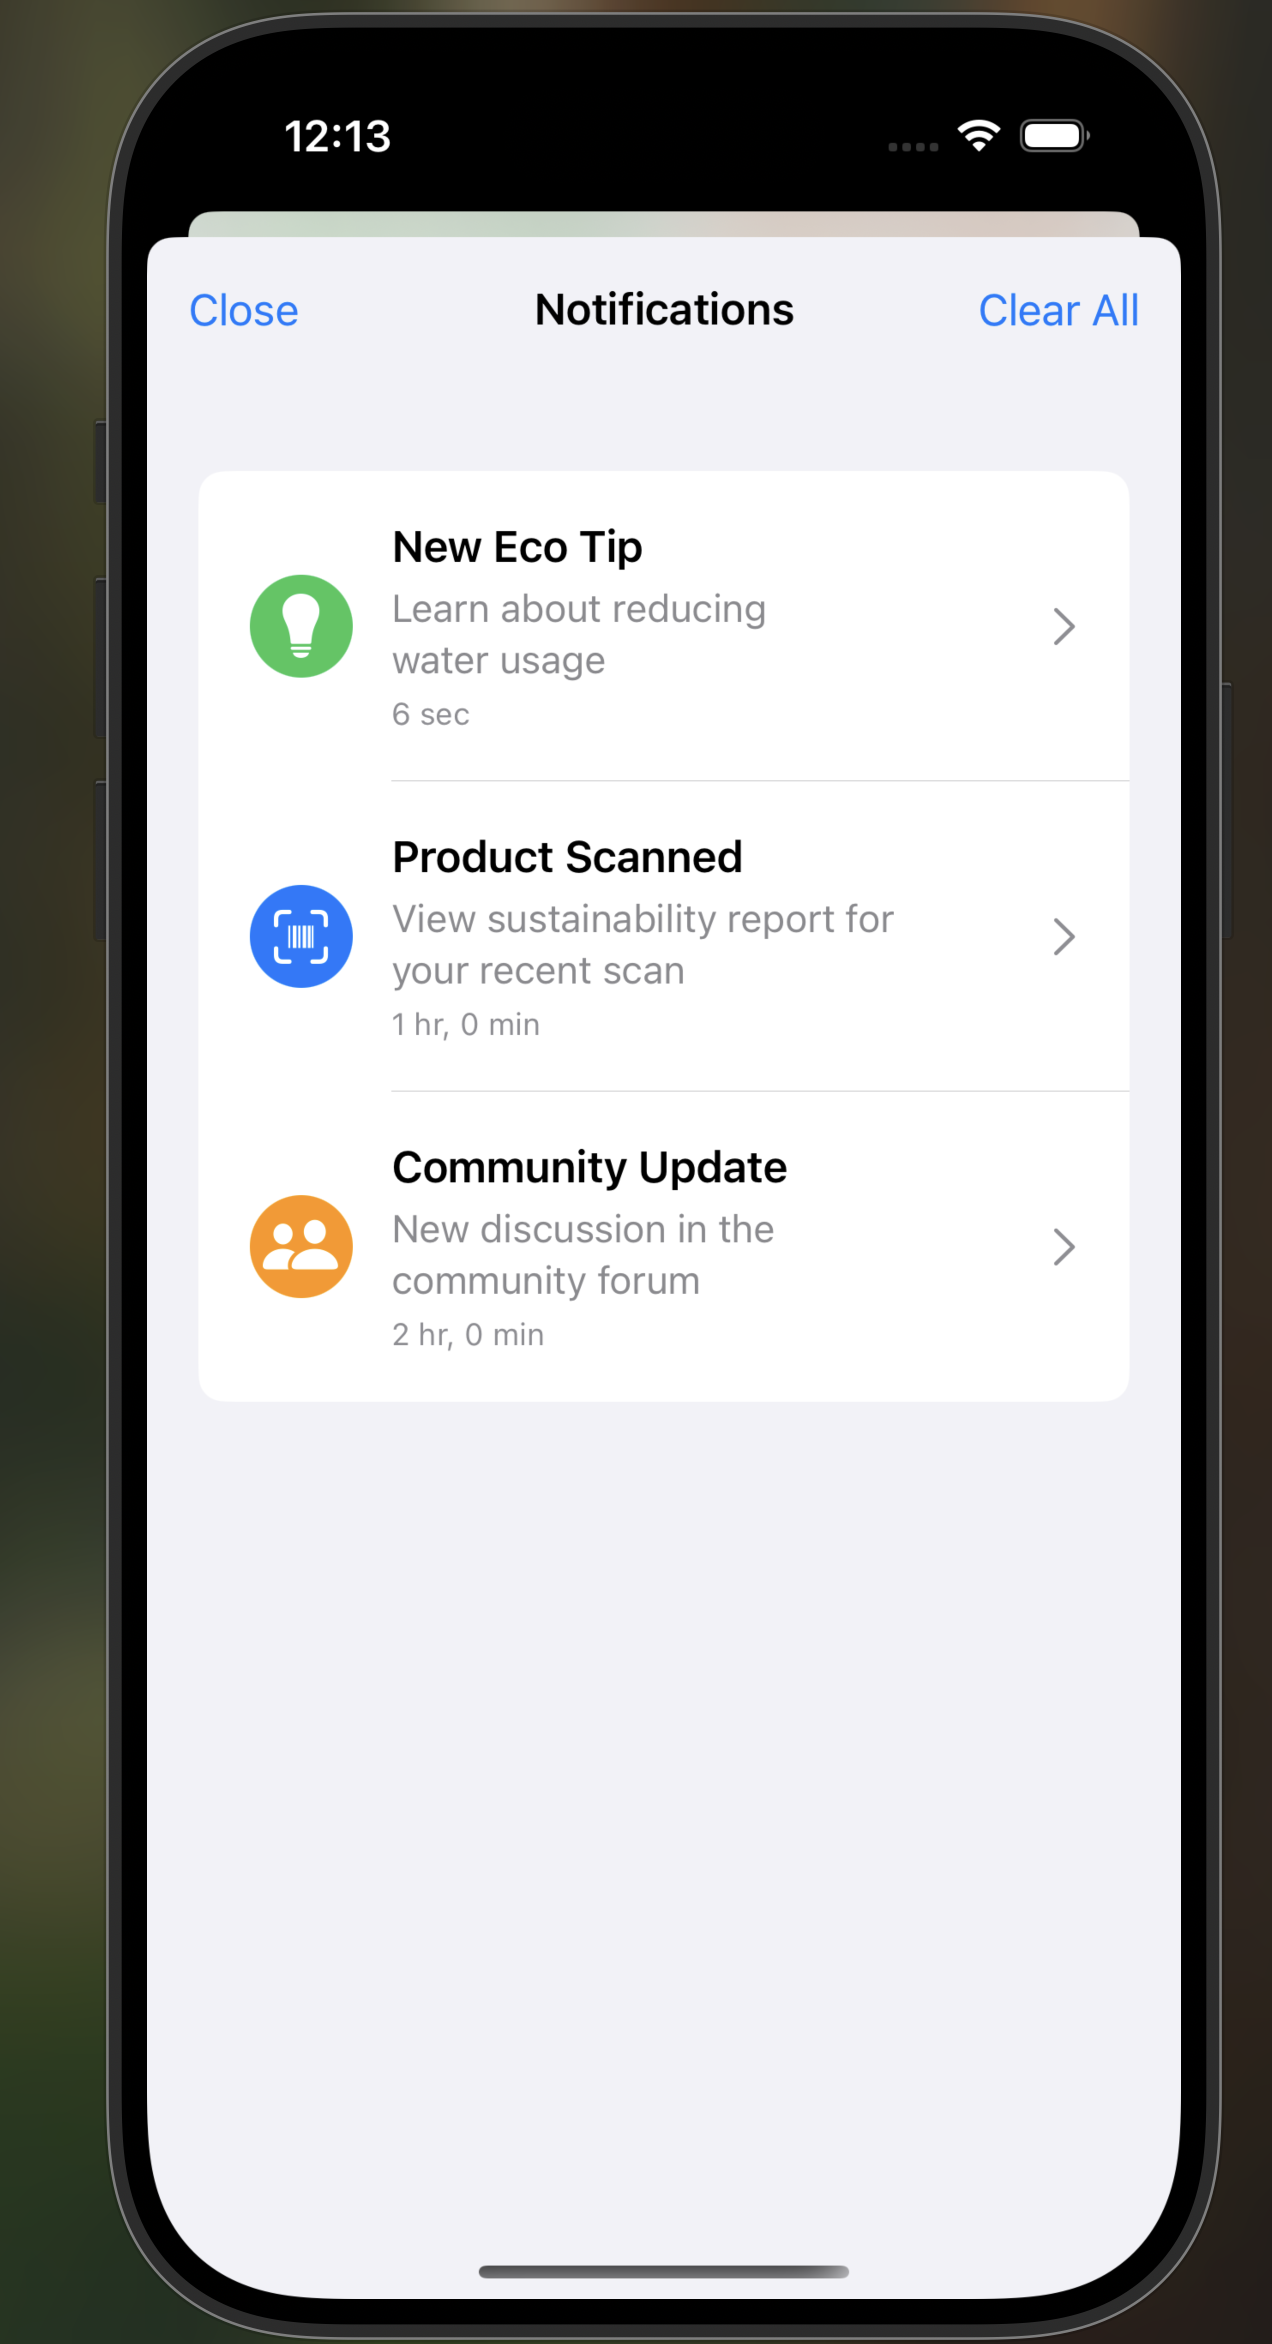 12:13
Close Notifications Clear All
New Eco Tip
Learn about reducing
water usage
6 sec
Product Scanned
View sustainability report for
your recent scan
1 hr, 0 min
Community Update
New discussion in the
community forum
2 hr, 0 min